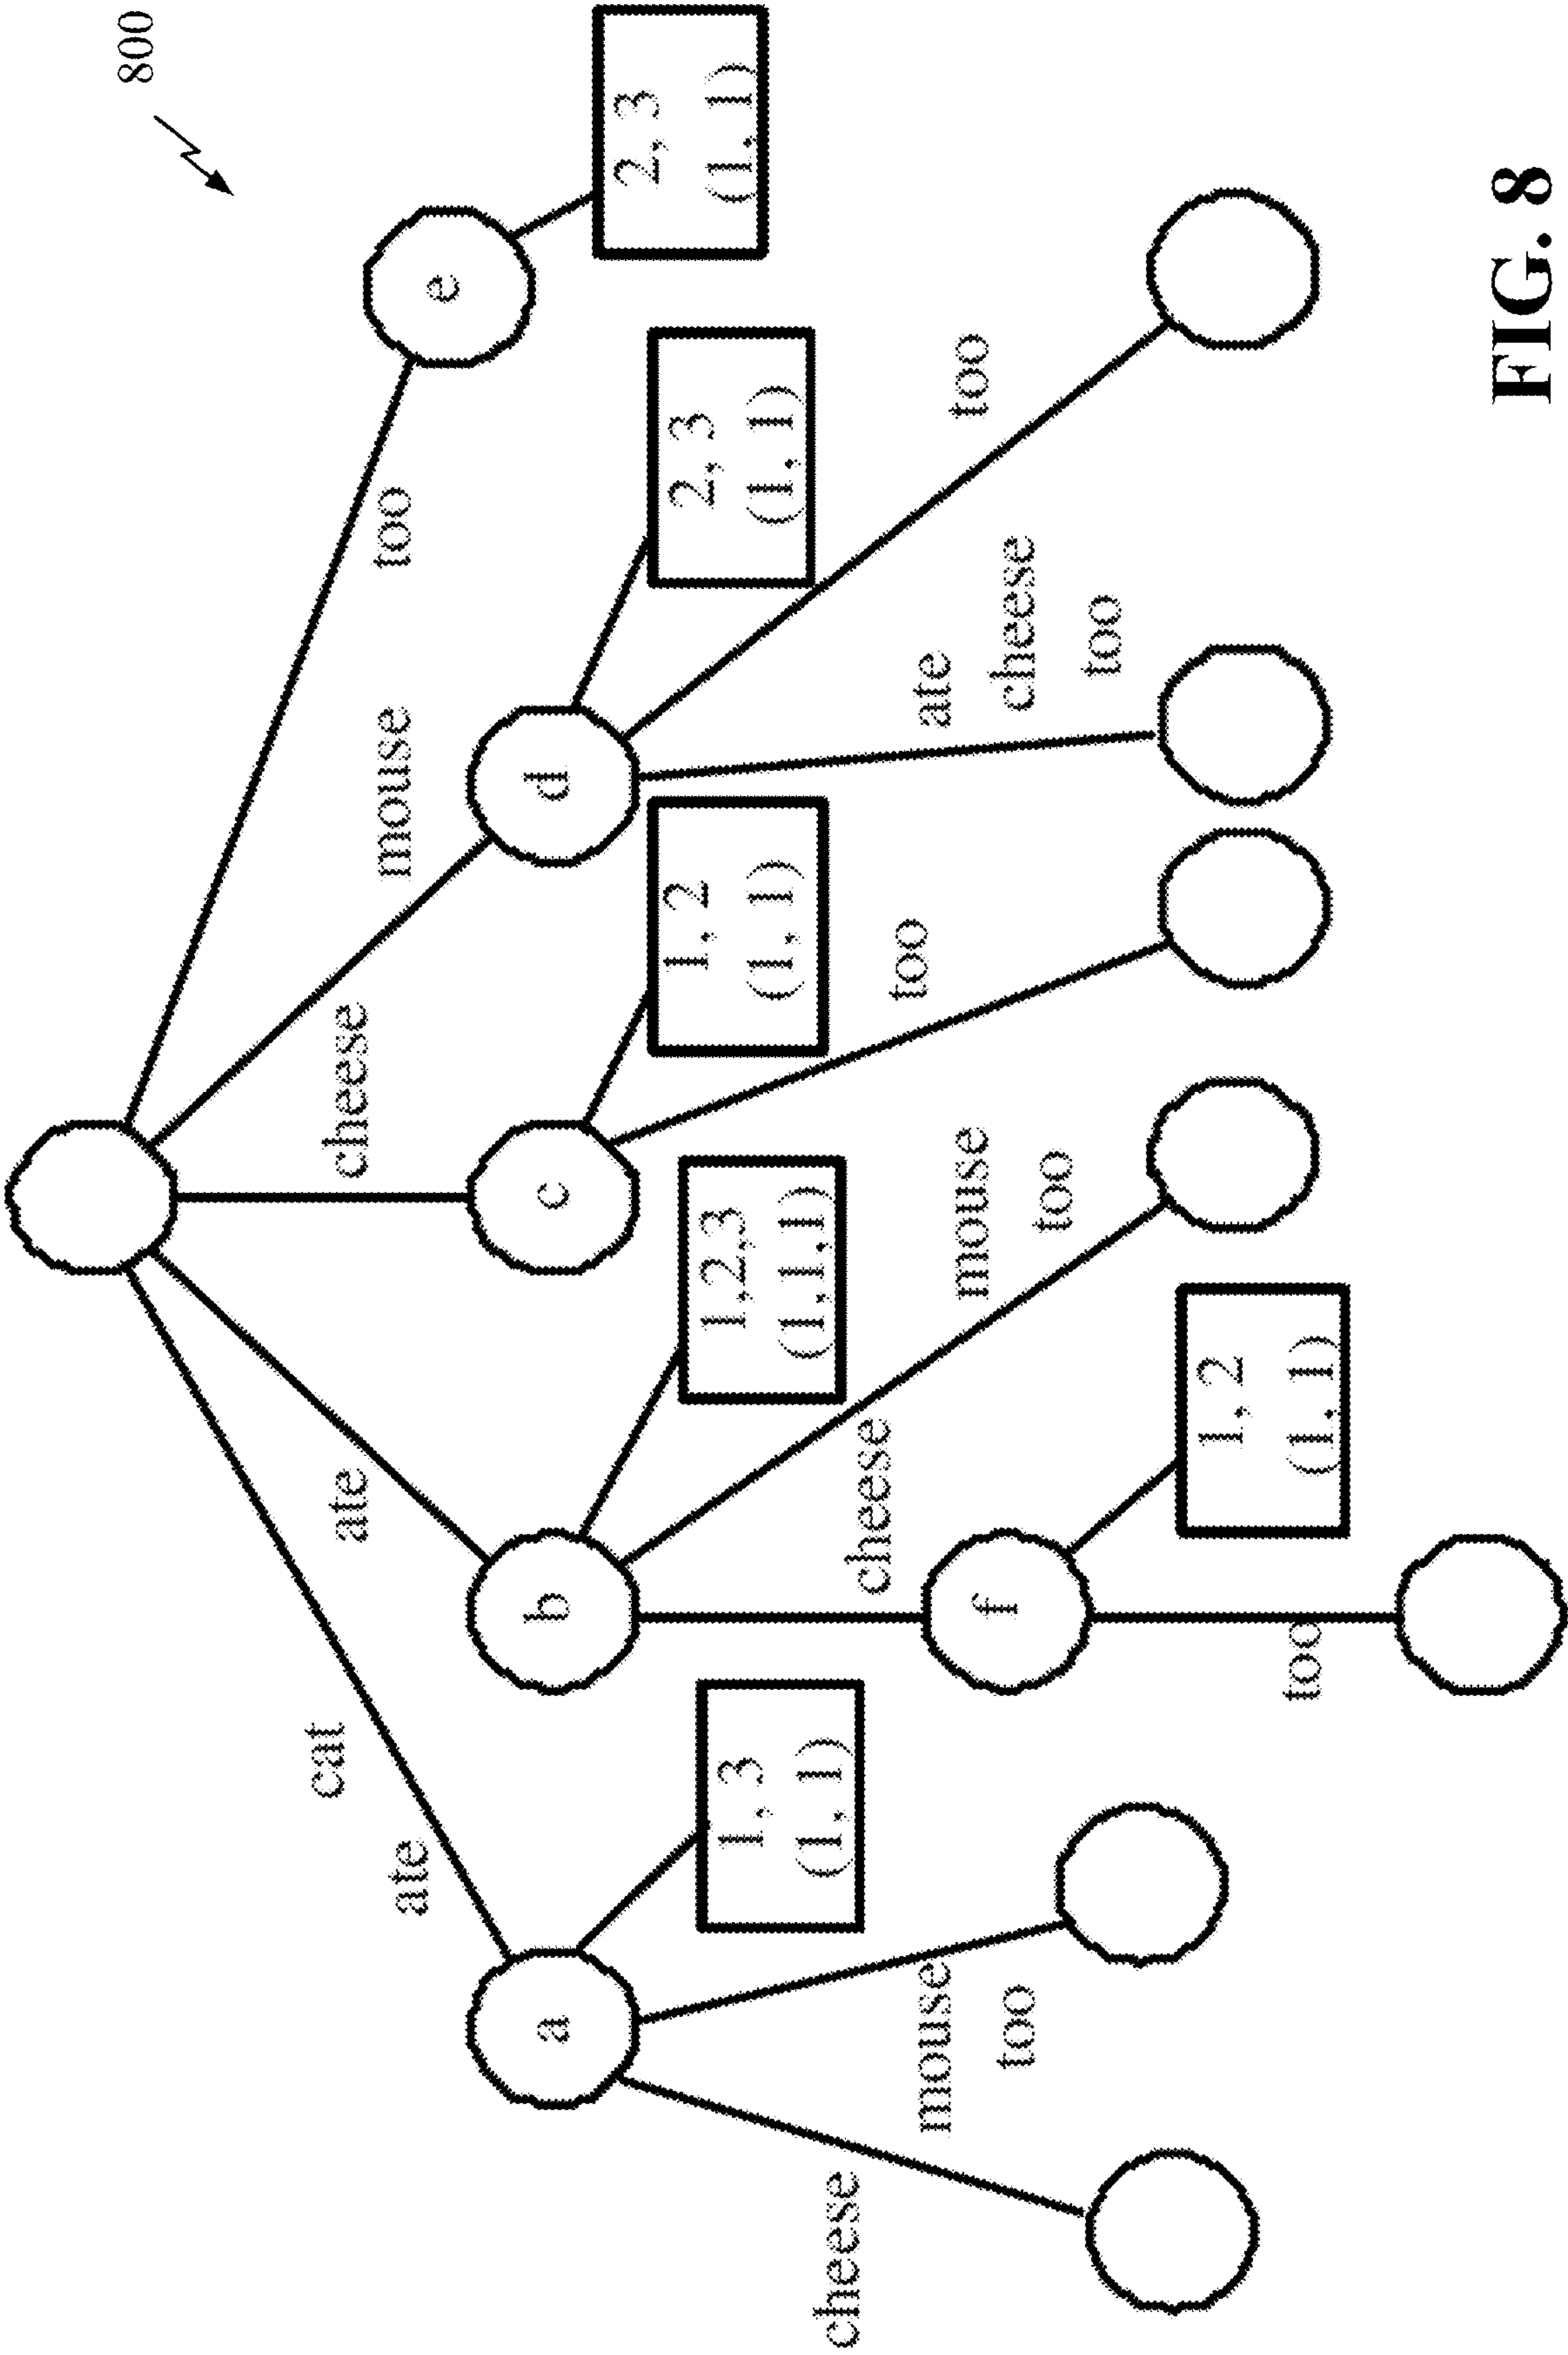 800
cat
ate
ate
cheese
mouse
too
a
b
c
d
e
1, 3
(1, 1)
1,2,3
(1,1,1)
1, 2
(1, 1)
2, 3
(1, 1)
2, 3
(1, 1)
cheese
mouse
too
cheese
mouse
too
too
ate
cheese
too
too
f
1, 2
(1, 1)
too
FIG. 8